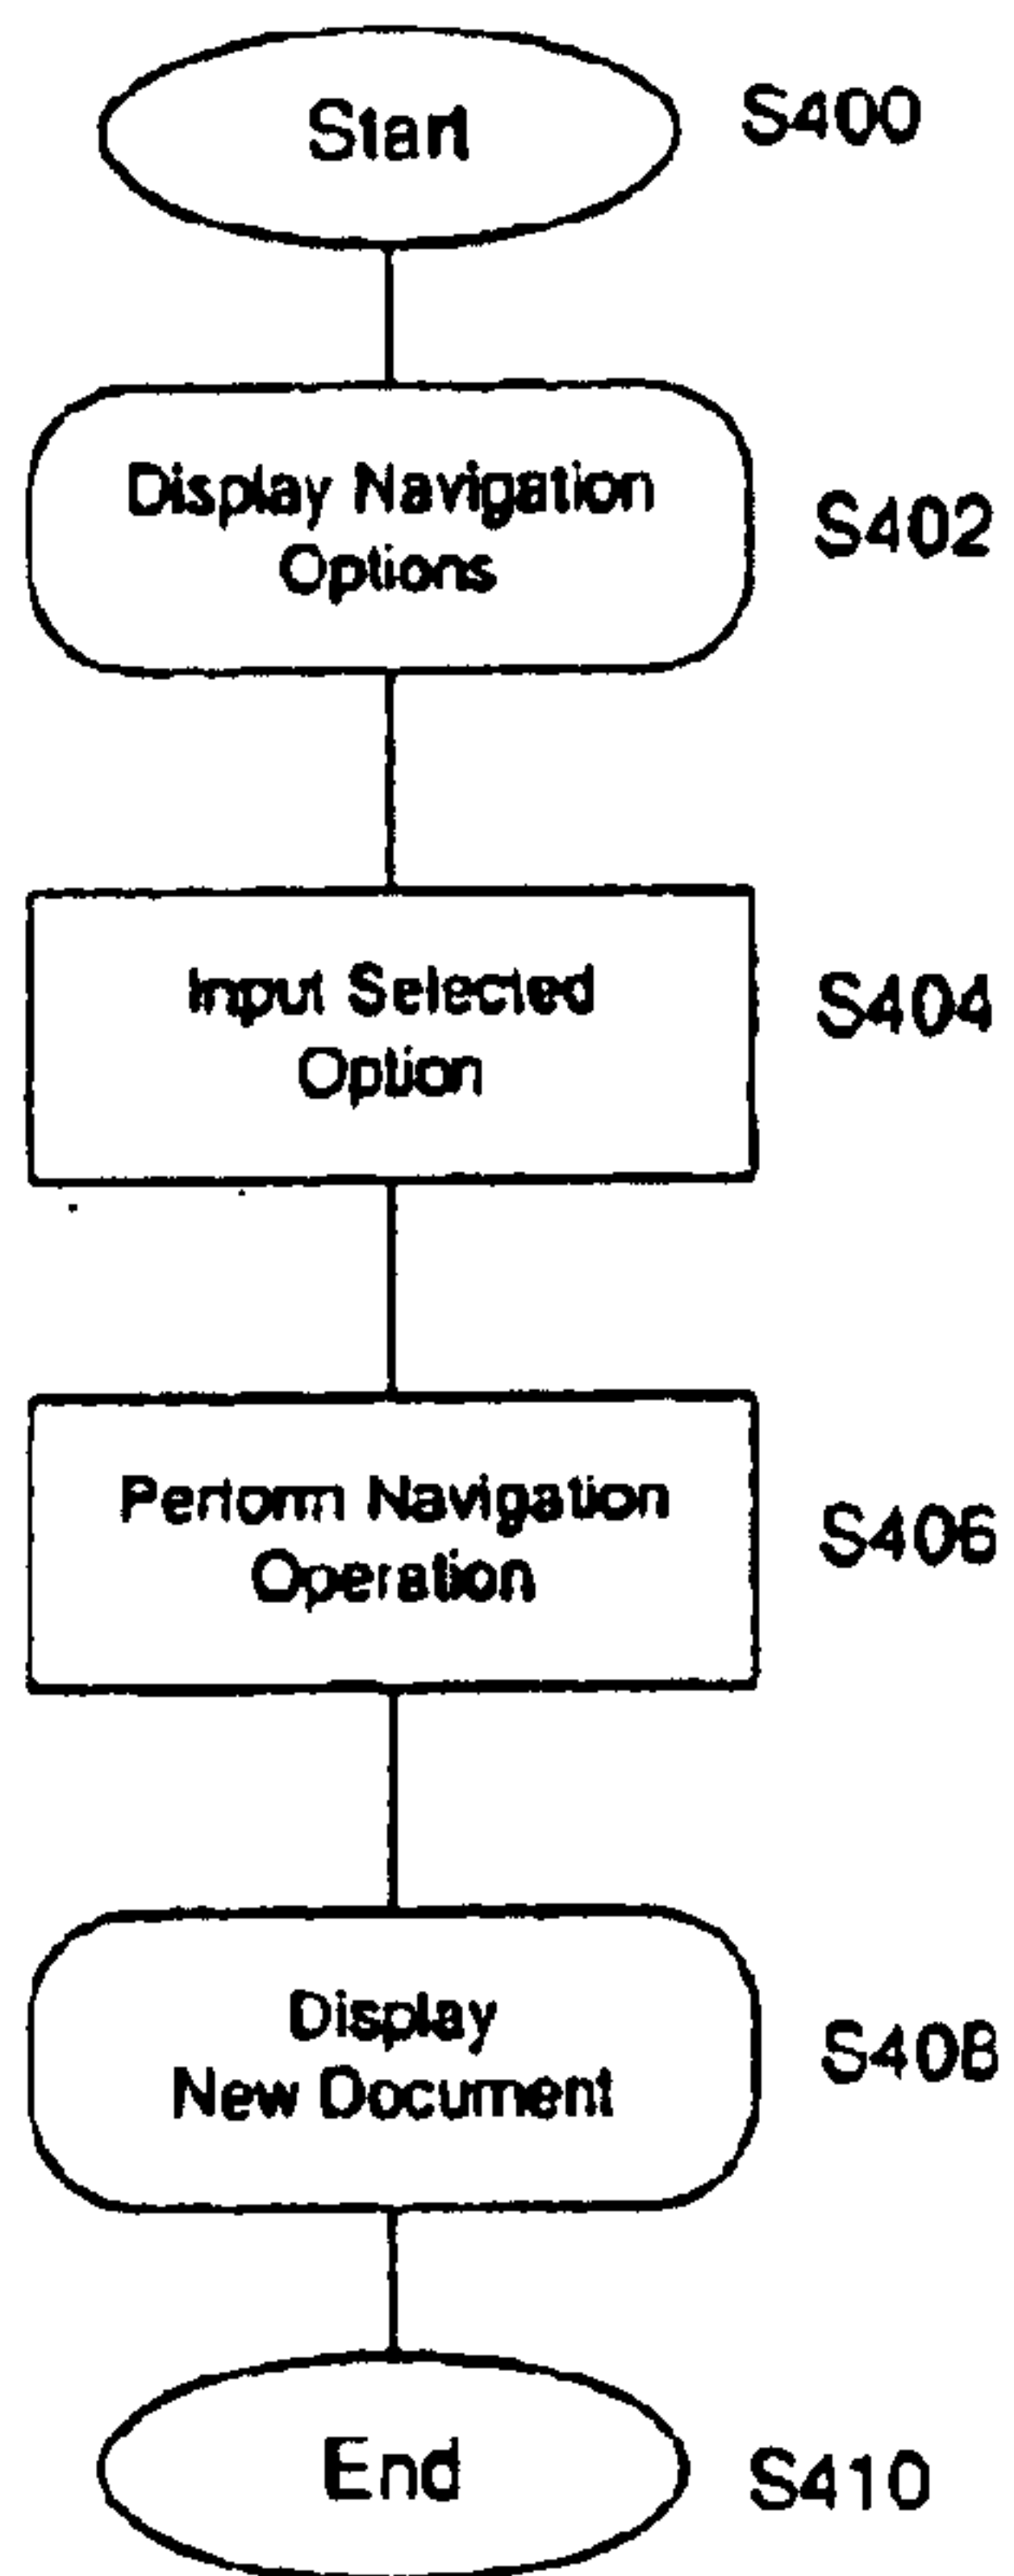 Start
S400
Display Navigation
Options
S402
Input Selected
Option
S404
Perform Navigation
Operation
S406
Display
New Document
S408
End
S410